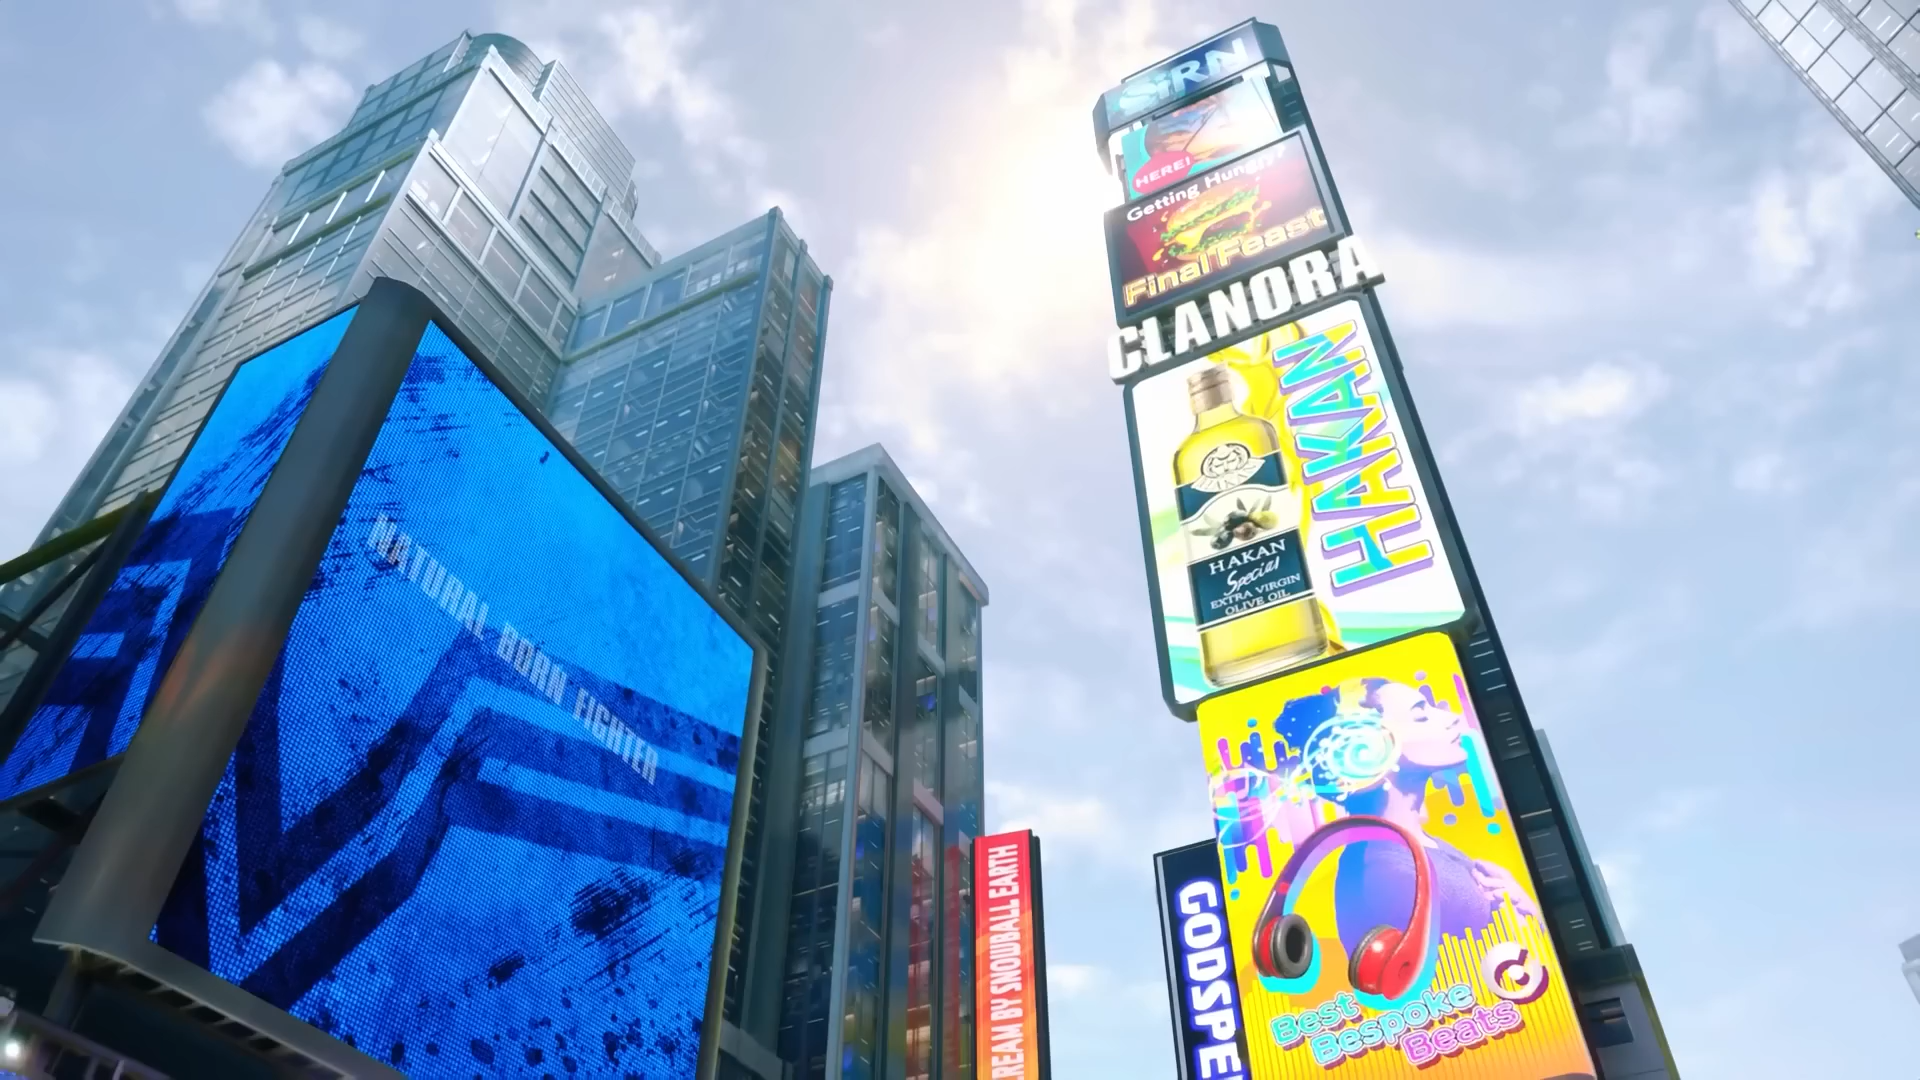 NATURAL BORN FIGHTER
SiRN
HERE!
Getting Hungry?
Final Feast
CLANORA
HAKAN
HAKAN
Special
EXTRA VIRGIN
OLIVE OIL
REAM BY SNOWBALL EARTH
GODSPE
Best
Bespoke
Beats